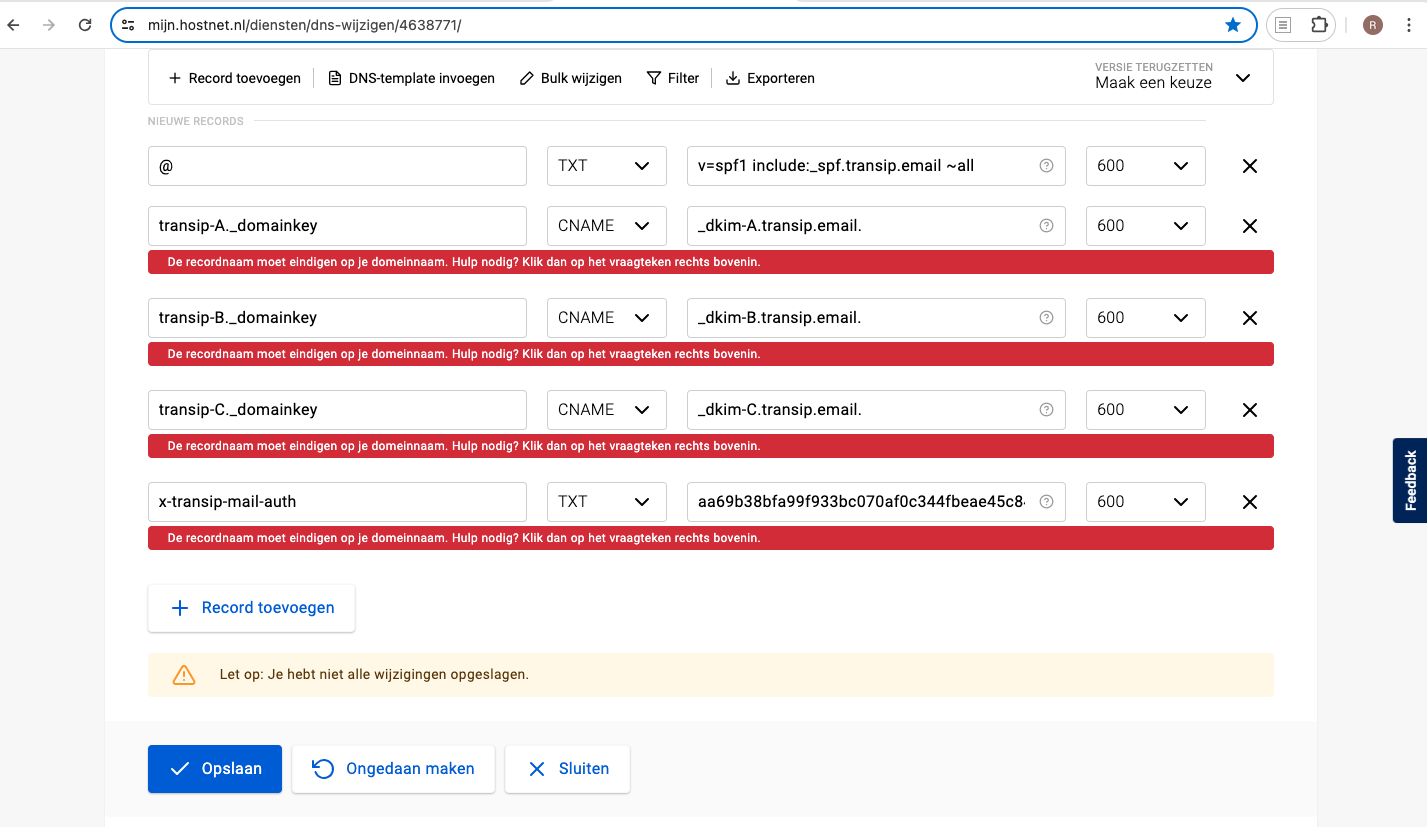 mijn.hostnet.nl/diensten/dns-wijzigen/4638771/
R
Record toevoegen DNS-template invoegen Bulk wijzigen Filter Exporteren
VERSIE TERUGZETTEN
Maak een keuze
NIEUWE RECORDS
@ TXT v=spf1 include:_spf.transip.email ~all ? 600
transip-A._domainkey CNAME _dkim-A.transip.email. ? 600
De recordnaam moet eindigen op je domeinnaam. Hulp nodig? Klik dan op het vraagteken rechts bovenin.
transip-B._domainkey CNAME _dkim-B.transip.email. ? 600
De recordnaam moet eindigen op je domeinnaam. Hulp nodig? Klik dan op het vraagteken rechts bovenin.
transip-C._domainkey CNAME _dkim-C.transip.email. ? 600
De recordnaam moet eindigen op je domeinnaam. Hulp nodig? Klik dan op het vraagteken rechts bovenin.
x-transip-mail-auth TXT aa69b38bfa99f933bc070af0c344fbeae45c8 ? 600
De recordnaam moet eindigen op je domeinnaam. Hulp nodig? Klik dan op het vraagteken rechts bovenin.
Feedback
Record toevoegen
Let op: Je hebt niet alle wijzigingen opgeslagen.
Opslaan Ongedaan maken Sluiten